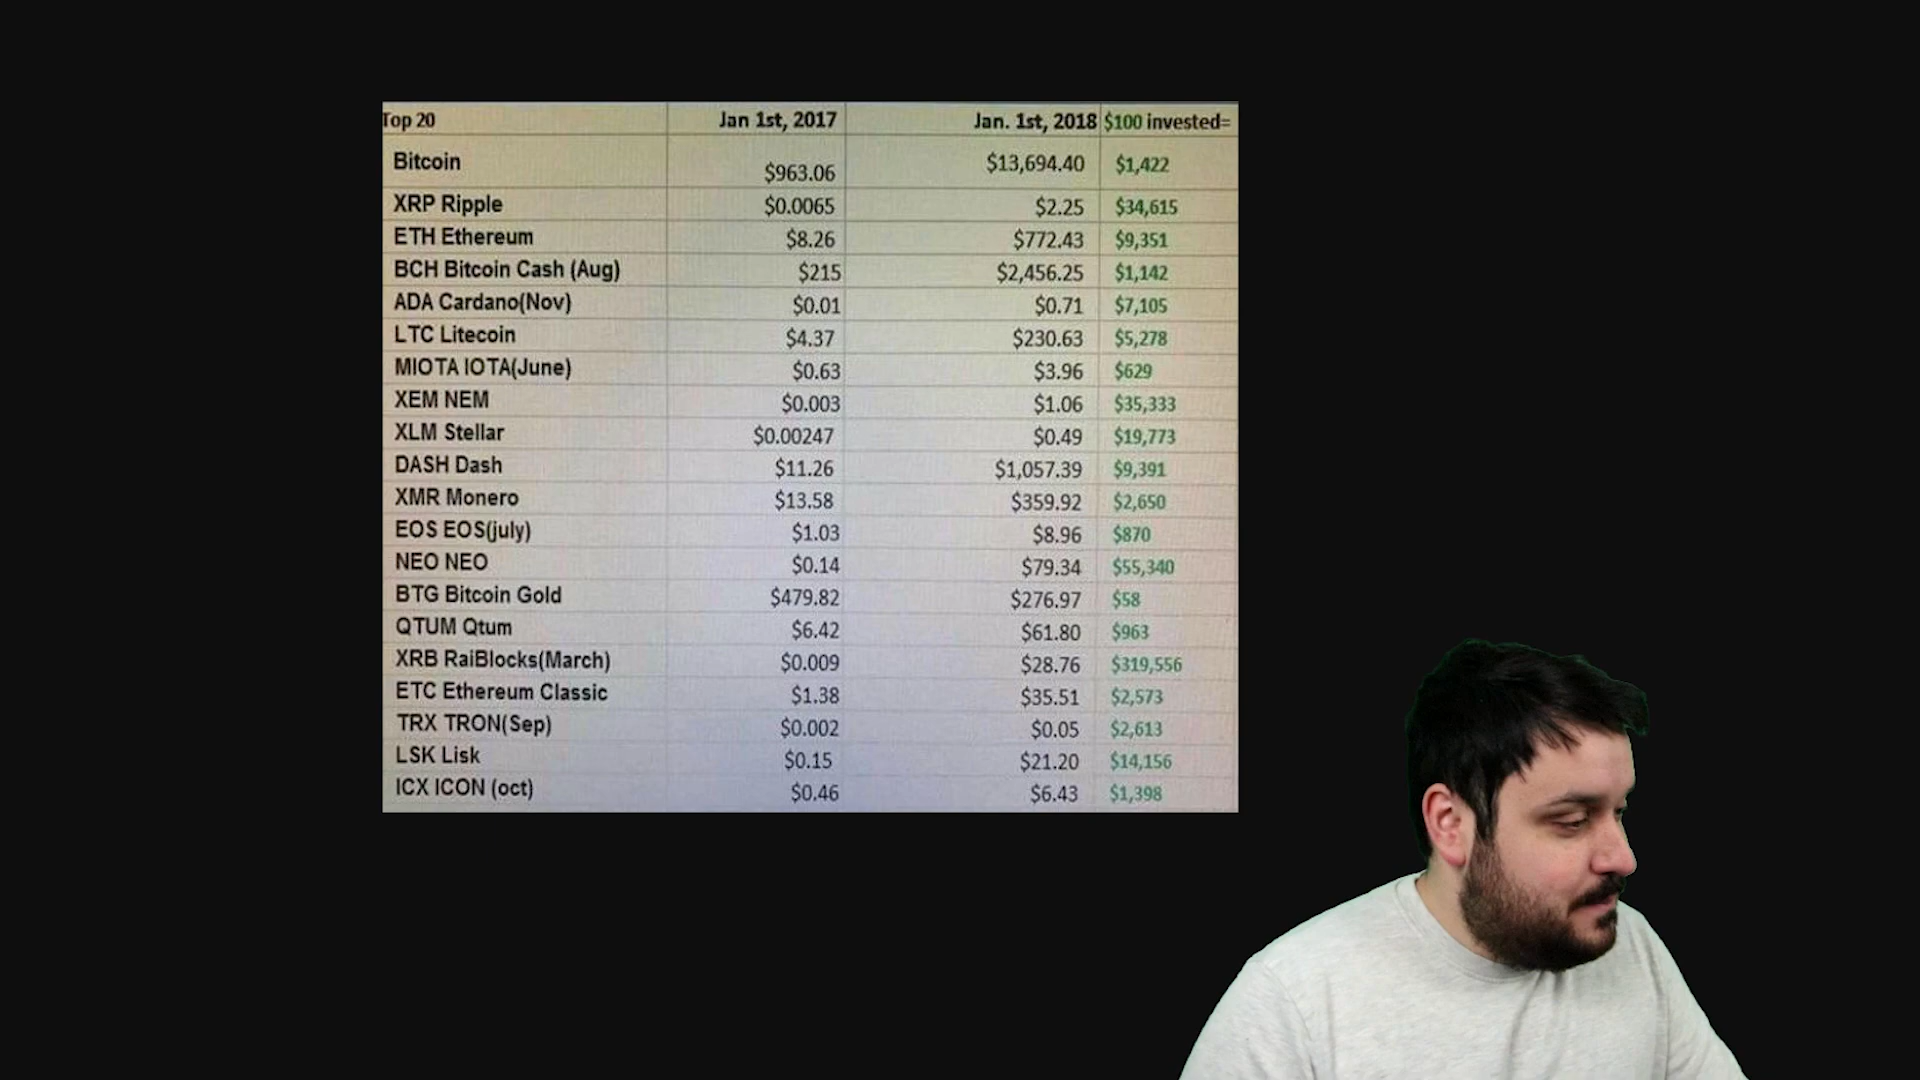 Top 20 Jan 1st, 2017 Jan. 1st, 2018 $100 invested=
Bitcoin $963.06 $13,694.40 $1,422
XRP Ripple $0.0065 $2.25 $34,615
ETH Ethereum $8.26 $772.43 $9,351
BCH Bitcoin Cash (Aug) $215 $2,456.25 $1,142
ADA Cardano(Nov) $0.01 $0.71 $7,105
LTC Litecoin $4.37 $230.63 $5,278
MIOTA IOTA(June) $0.63 $3.96 $629
XEM NEM $0.003 $1.06 $35,333
XLM Stellar $0.00247 $0.49 $19,773
DASH Dash $11.26 $1,057.39 $9,391
XMR Monero $13.58 $359.92 $2,650
EOS EOS(july) $1.03 $8.96 $870
NEO NEO $0.14 $79.34 $55,340
BTG Bitcoin Gold $479.82 $276.97 $58
QTUM Qtum $6.42 $61.80 $963
XRB RaiBlocks(March) $0.009 $28.76 $319,556
ETC Ethereum Classic $1.38 $35.51 $2,573
TRX TRON(Sep) $0.002 $0.05 $2,613
LSK Lisk $0.15 $21.20 $14,156
ICX ICON (oct) $0.46 $6.43 $1,398